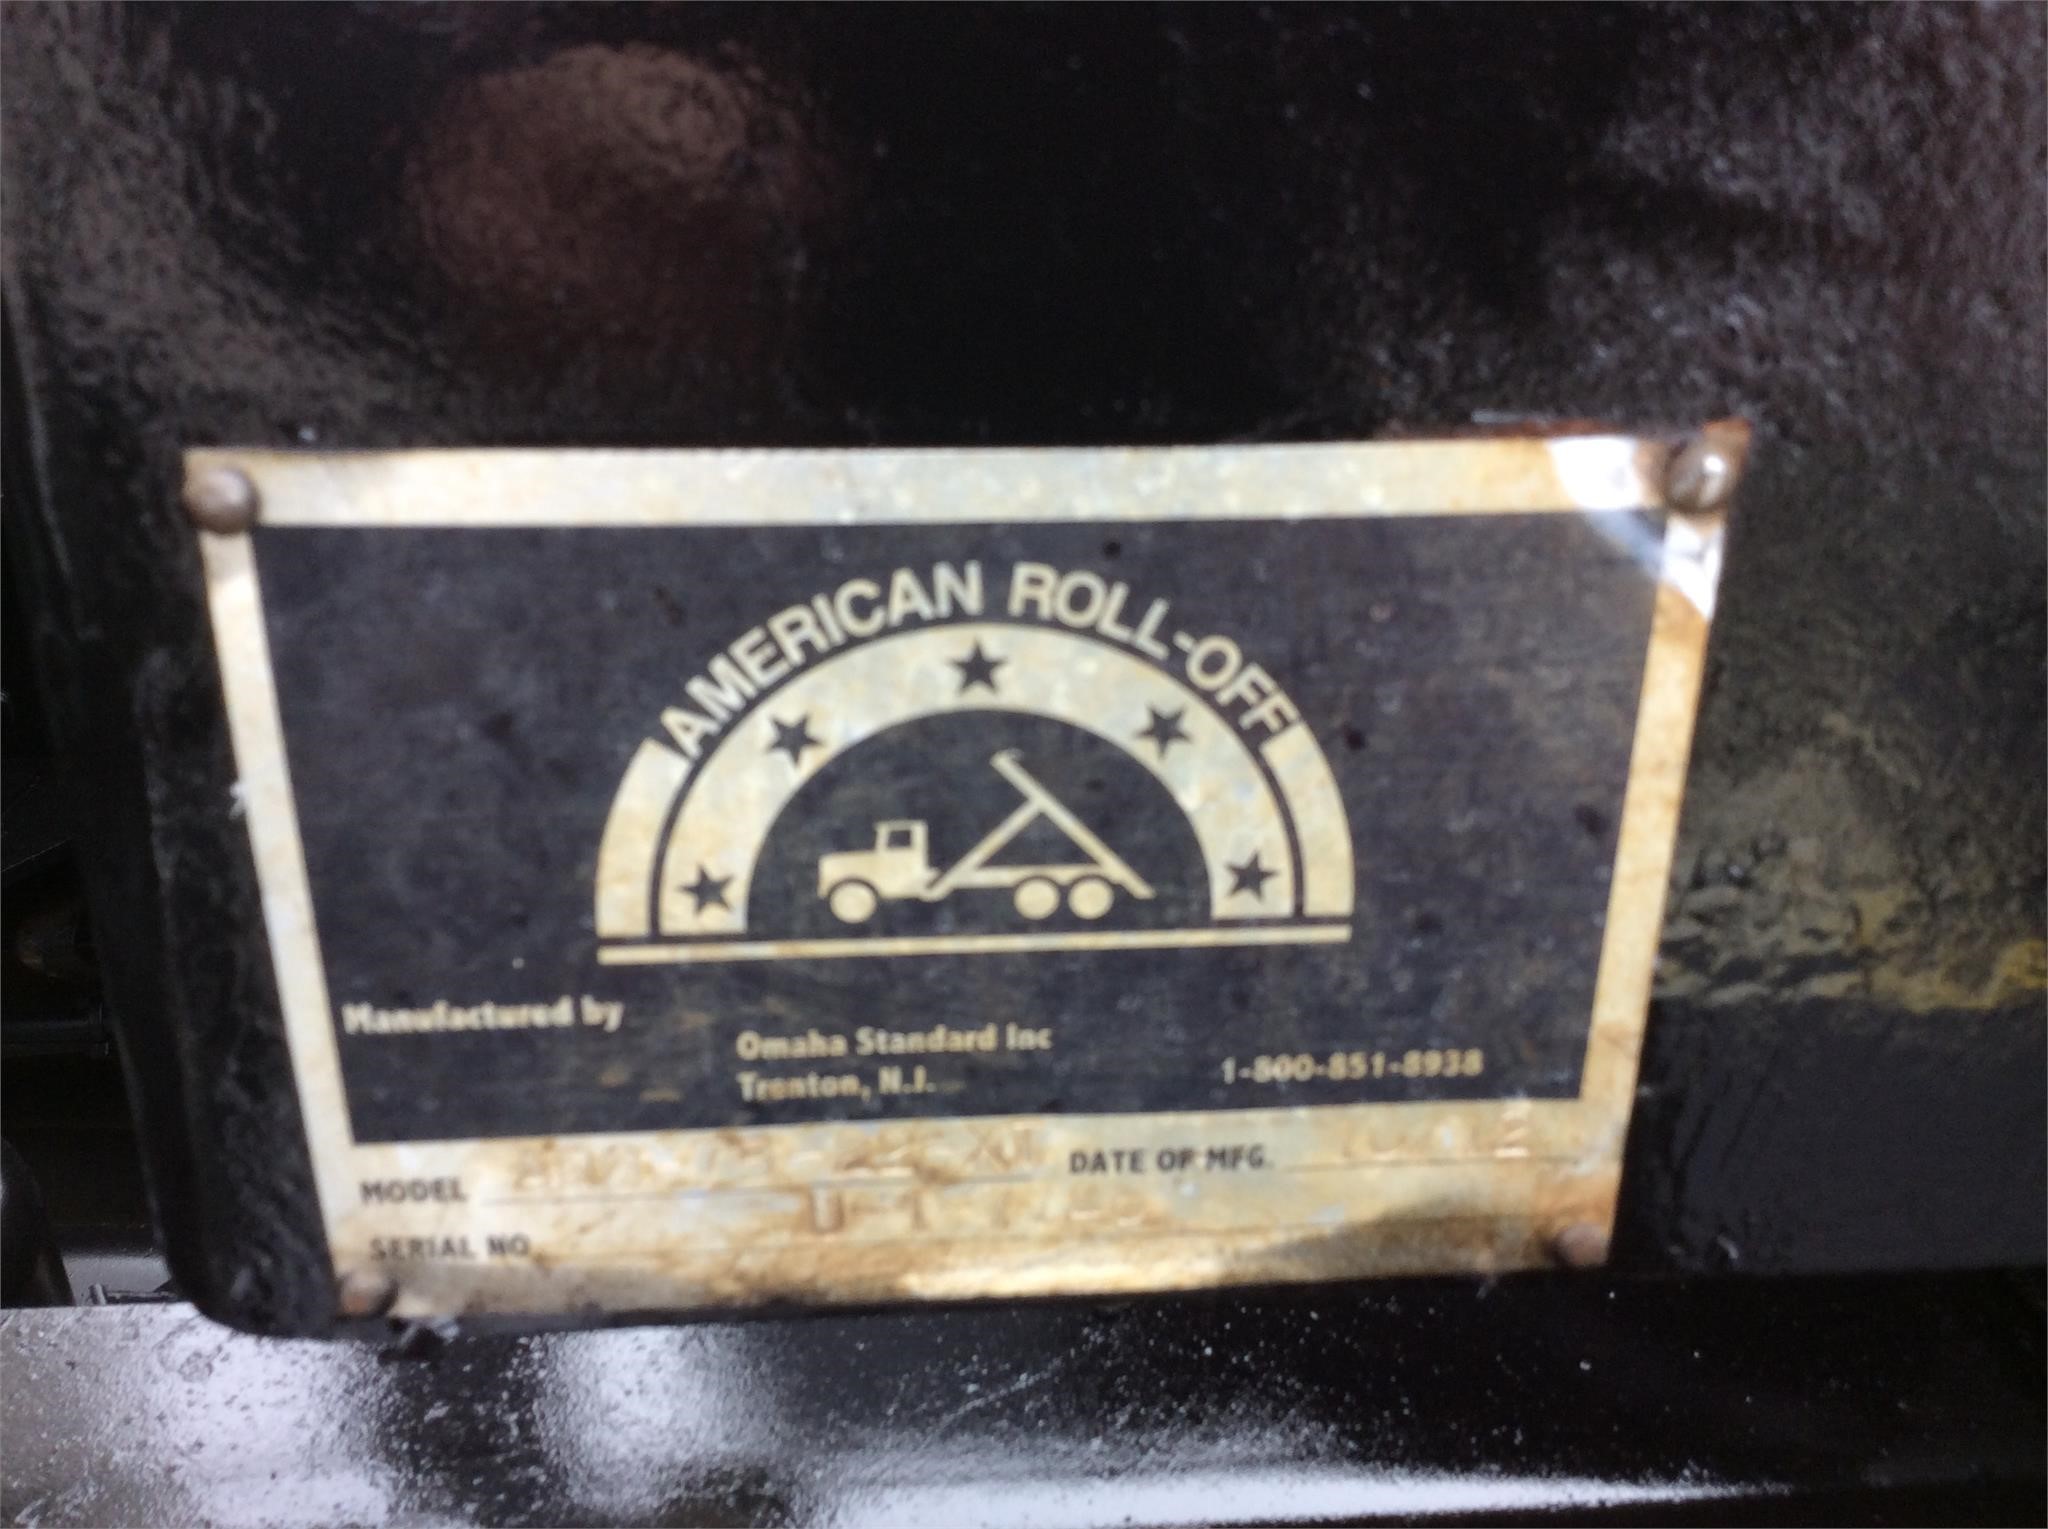 AMERICAN ROLL-OFF
Manufactured by
Omaha Standard Inc
Trenton, N.J.
1-800-851-8938
MODEL
DATE OF MFG.
SERIAL NO.